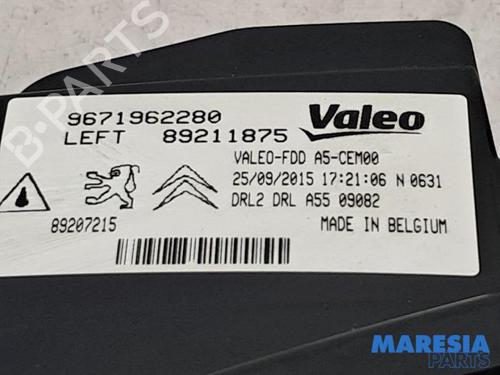 9671962280
LEFT 89211875
Valeo
VALEO-FDD A5-CEM00
25/09/2015 17:21:06 N 0631
DRL2 DRL A55 09082
89207215
MADE IN BELGIUM
B-PARTS
MARESIA
PARTS